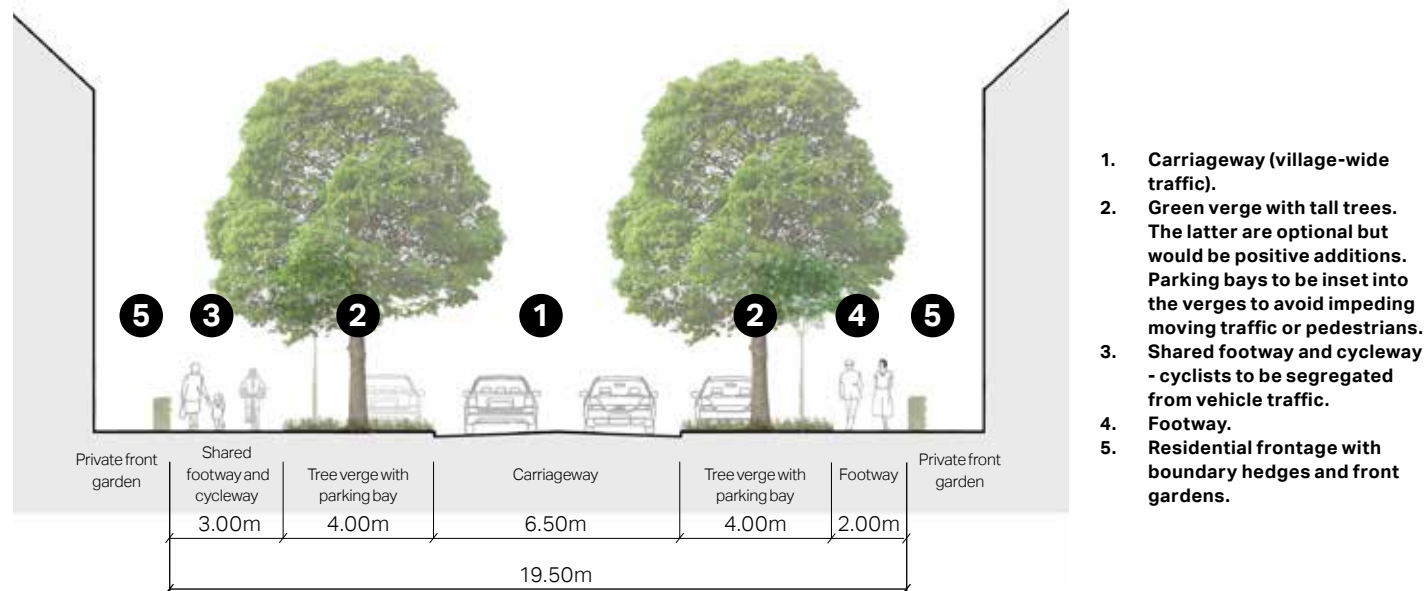 5
3
2
1
2
4
5
Private front
garden
Shared
footway and
cycleway
Tree verge with
parking bay
Carriageway
Tree verge with
parking bay
Footway
Private front
garden
3.00m
4.00m
6.50m
4.00m
2.00m
19.50m
1. Carriageway (village-wide
traffic).
2. Green verge with tall trees.
The latter are optional but
would be positive additions.
Parking bays to be inset into
the verges to avoid impeding
moving traffic or pedestrians.
3. Shared footway and cycleway
- cyclists to be segregated
from vehicle traffic.
4. Footway.
5. Residential frontage with
boundary hedges and front
gardens.